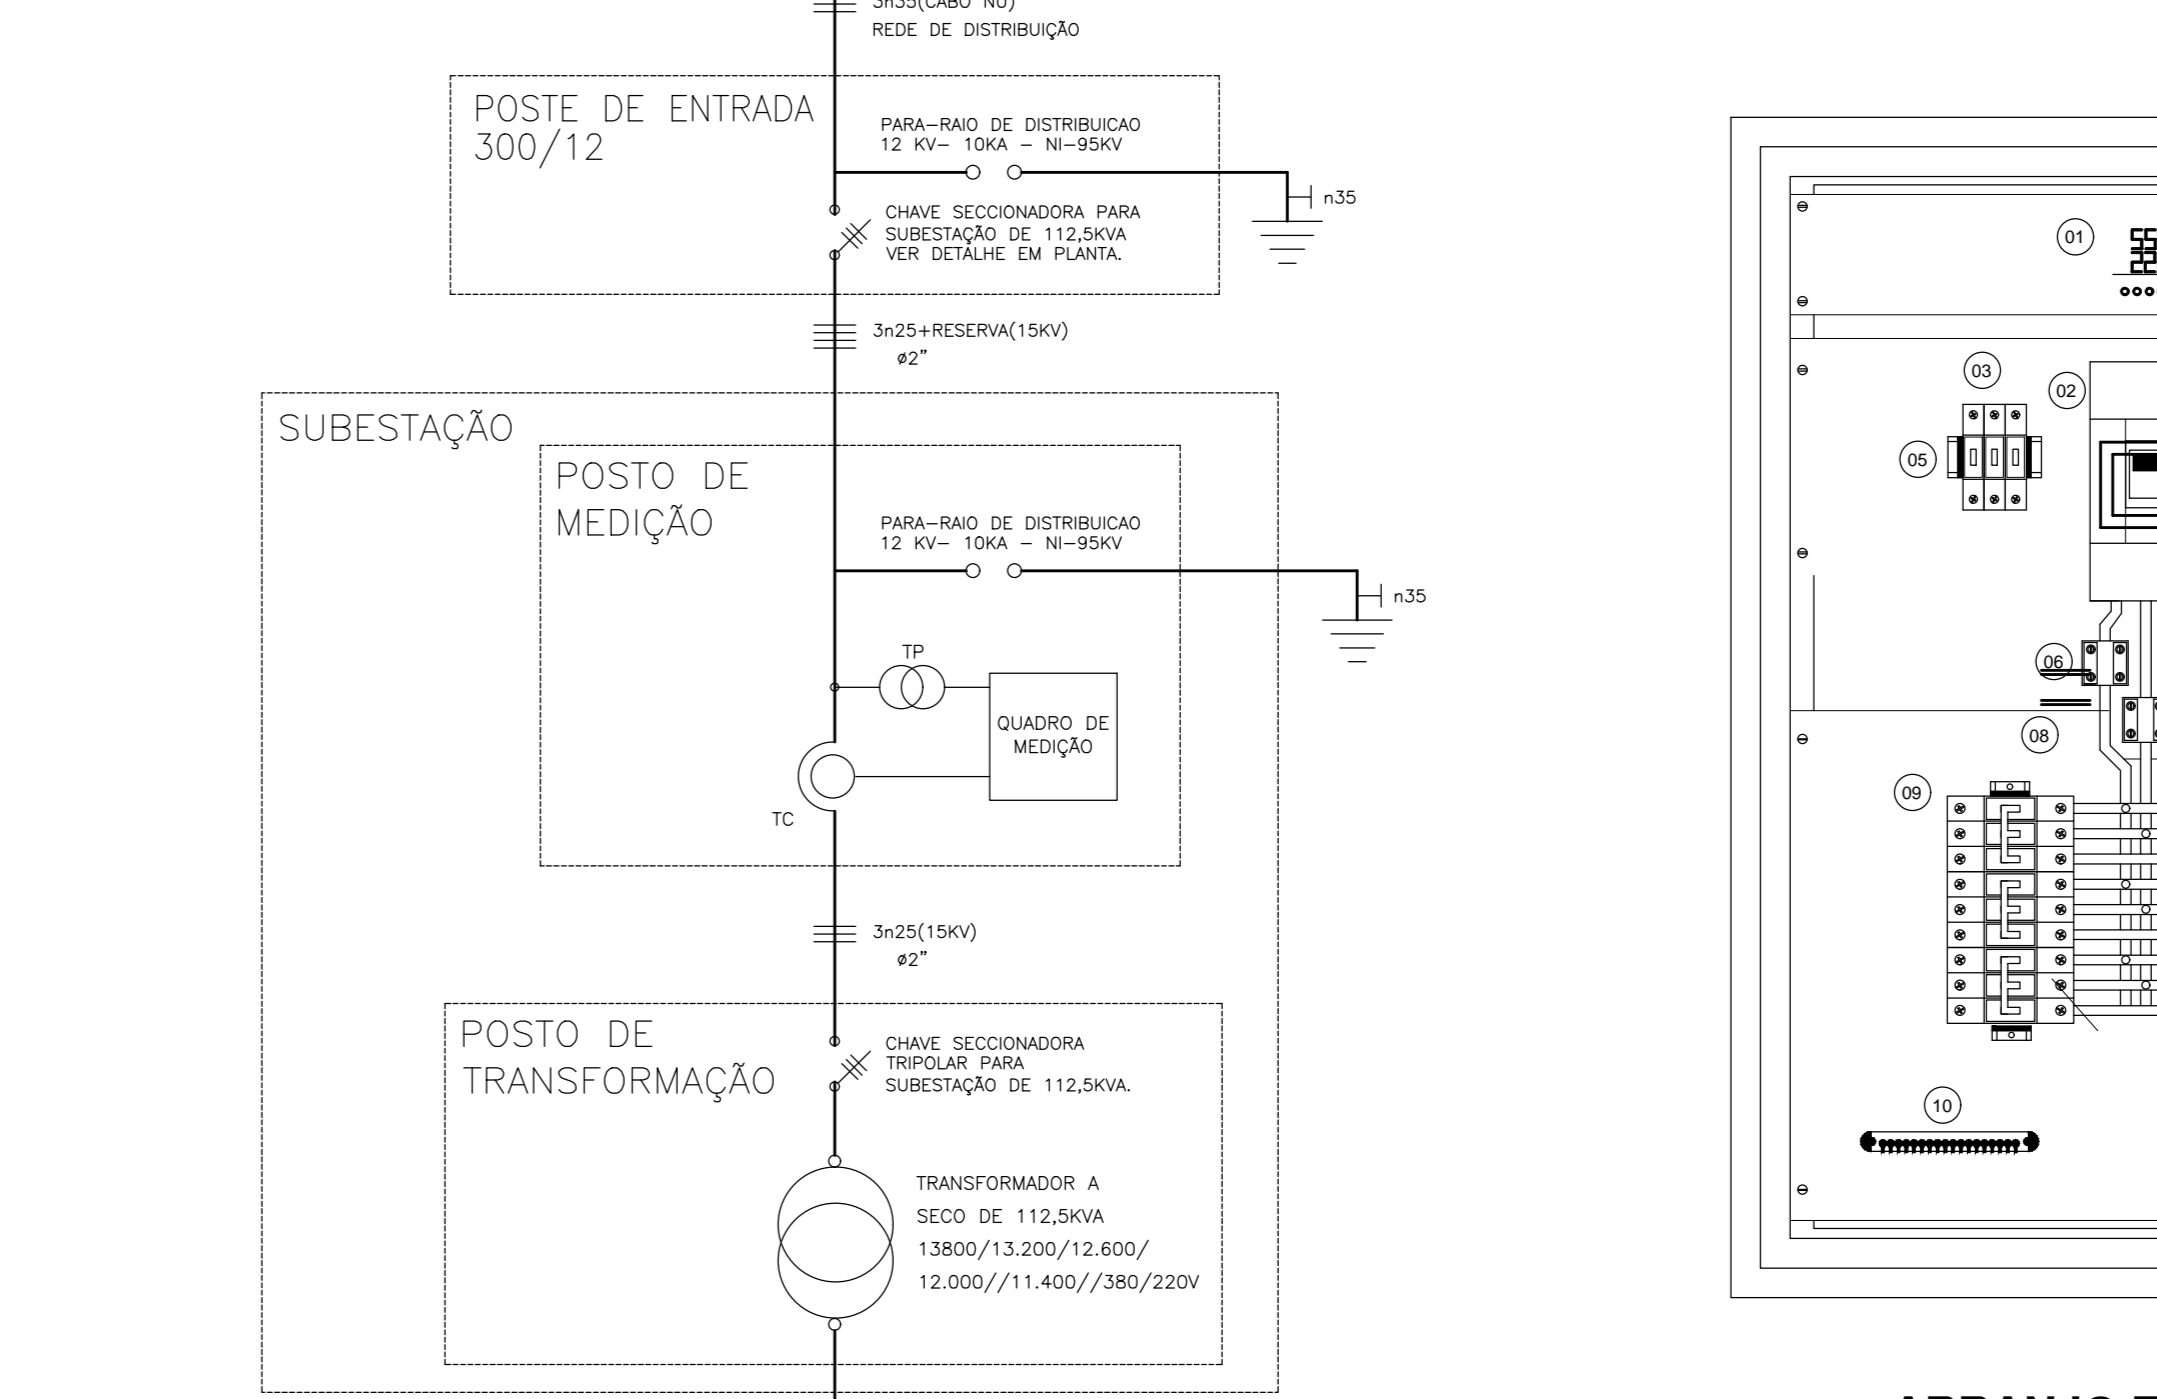 3n35(CABO NU)
REDE DE DISTRIBUIÇÃO
POSTE DE ENTRADA
300/12
PARA-RAIO DE DISTRIBUICAO
12 KV- 10KA - NI-95KV
n35
CHAVE SECCIONADORA PARA
SUBESTAÇÃO DE 112,5KVA
VER DETALHE EM PLANTA.
3n25+RESERVA(15KV)
ø2"
SUBESTAÇÃO
POSTO DE
MEDIÇÃO
PARA-RAIO DE DISTRIBUICAO
12 KV- 10KA - NI-95KV
n35
TP
QUADRO DE
MEDIÇÃO
TC
3n25(15KV)
ø2"
POSTO DE
TRANSFORMAÇÃO
CHAVE SECCIONADORA
TRIPOLAR PARA
SUBESTAÇÃO DE 112,5KVA.
TRANSFORMADOR A
SECO DE 112,5KVA
13800/13.200/12.600/
12.000//11.400//380/220V
01
03
02
05
06
08
09
10